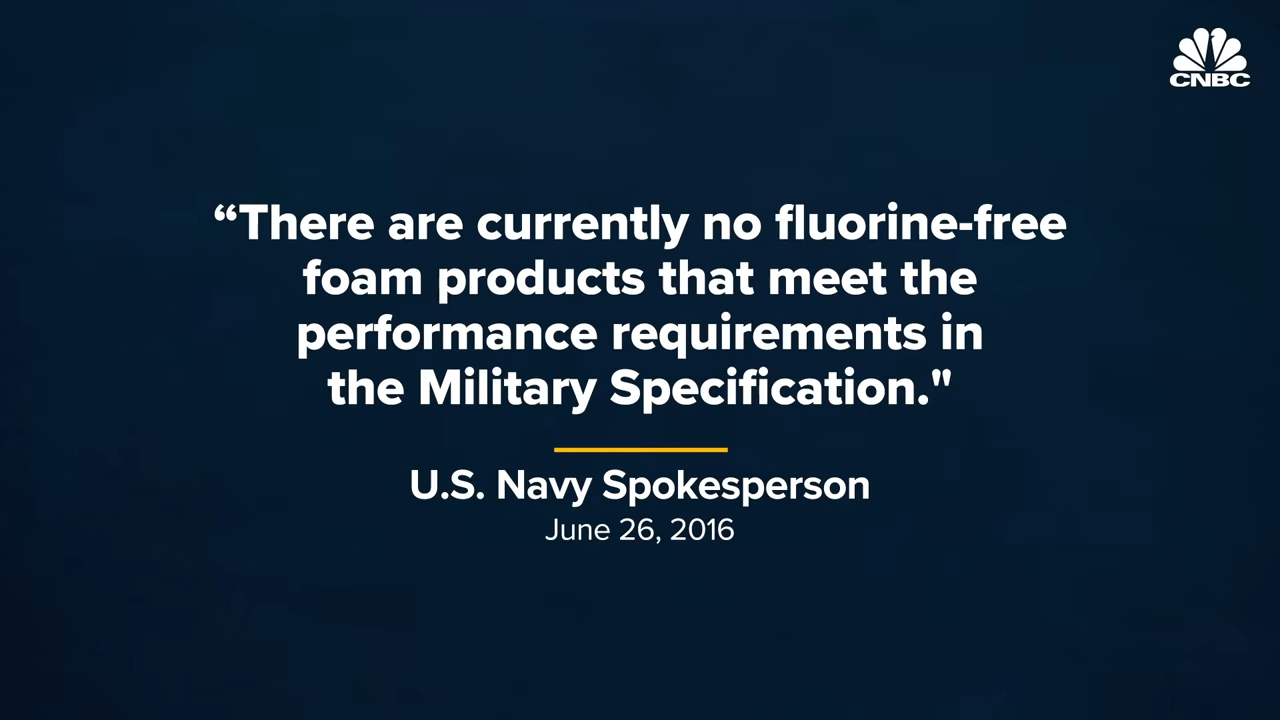 CNBC
“There are currently no fluorine-free
foam products that meet the
performance requirements in
the Military Specification."
U.S. Navy Spokesperson
June 26, 2016